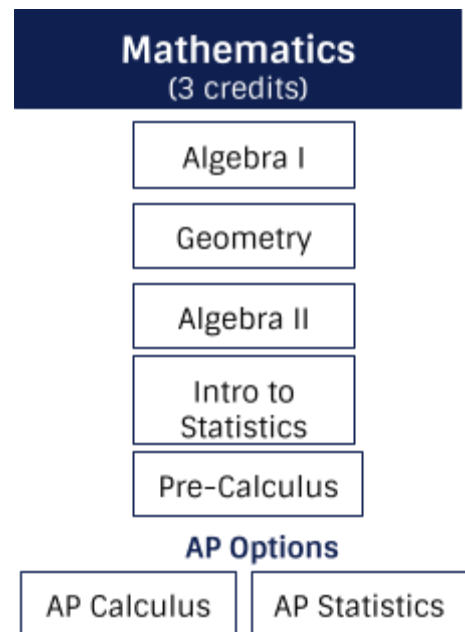 Mathematics
(3 credits)
Algebra I
Geometry
Algebra II
Intro to
Statistics
Pre-Calculus
AP Options
AP Calculus
AP Statistics